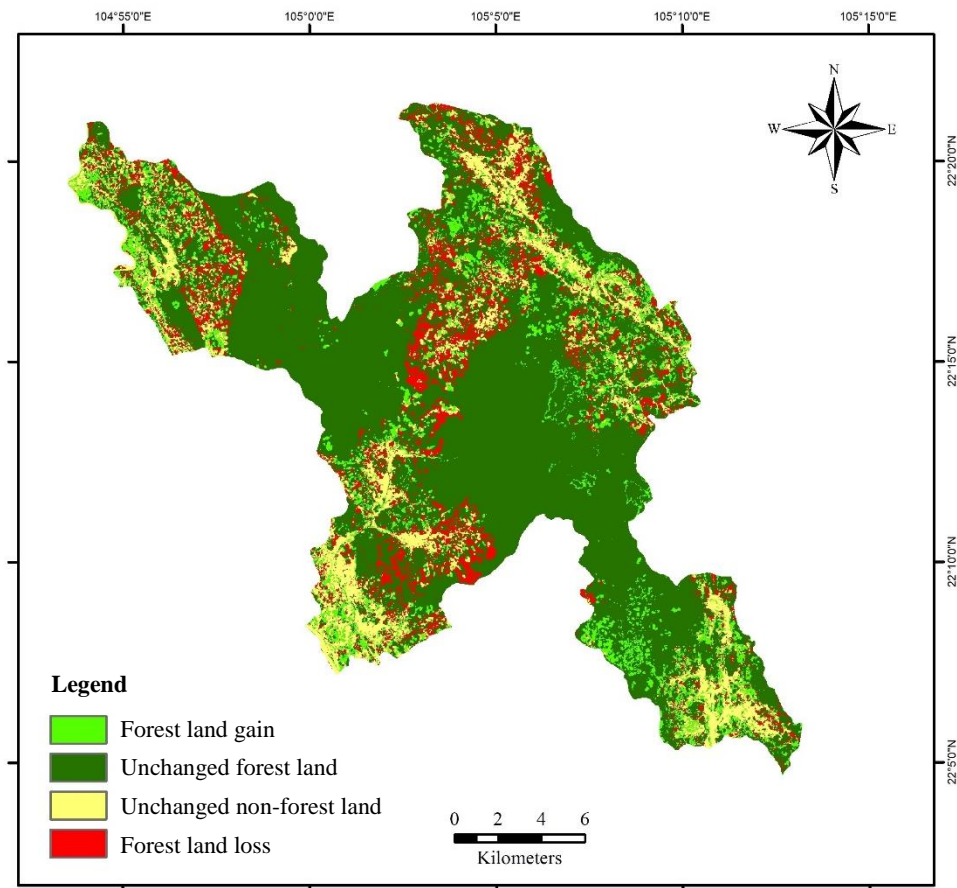 104°55'0"E 105°0'0"E 105°5'0"E 105°10'0"E 105°15'0"E
N
W E
S
22°20'0"N
22°15'0"N
22°10'0"N
22°5'0"N
Legend
Forest land gain
Unchanged forest land
Unchanged non-forest land
Forest land loss
0 2 4 6
Kilometers